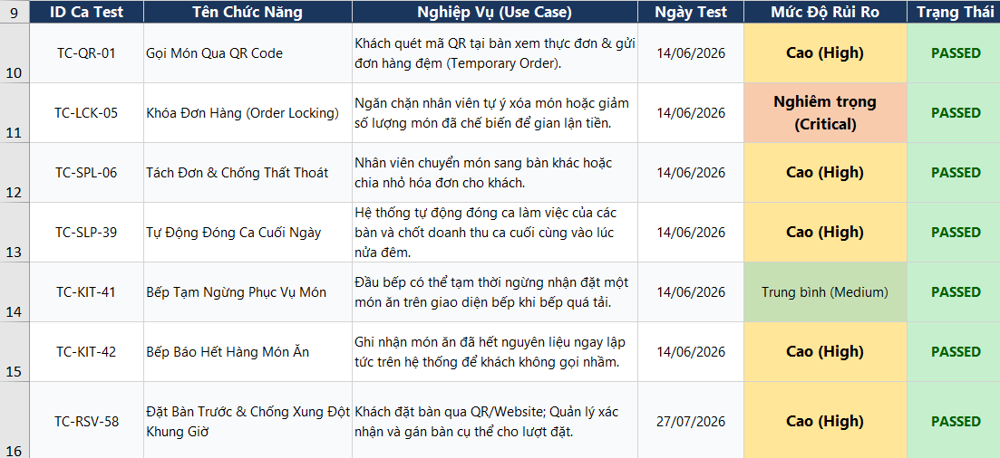 9 ID Ca Test Tên Chức Năng Nghiệp Vụ (Use Case) Ngày Test Mức Độ Rủi Ro Trạng Thái
10 TC-QR-01 Gọi Món Qua QR Code Khách quét mã QR tại bàn xem thực đơn & gửi
đơn hàng đệm (Temporary Order). 14/06/2026 Cao (High) PASSED
11 TC-LCK-05 Khóa Đơn Hàng (Order Locking) Ngăn chặn nhân viên tự ý xóa món hoặc giảm
số lượng món đã chế biến để gian lận tiền. 14/06/2026 Nghiêm trọng
(Critical) PASSED
12 TC-SPL-06 Tách Đơn & Chống Thất Thoát Nhân viên chuyển món sang bàn khác hoặc
chia nhỏ hóa đơn cho khách. 14/06/2026 Cao (High) PASSED
13 TC-SLP-39 Tự Động Đóng Ca Cuối Ngày Hệ thống tự động đóng ca làm việc của các
bàn và chốt doanh thu ca cuối cùng vào lúc
nửa đêm. 14/06/2026 Cao (High) PASSED
14 TC-KIT-41 Bếp Tạm Ngừng Phục Vụ Món Đầu bếp có thể tạm thời ngừng nhận đặt một
món ăn trên giao diện bếp khi bếp quá tải. 14/06/2026 Trung bình (Medium) PASSED
15 TC-KIT-42 Bếp Báo Hết Hàng Món Ăn Ghi nhận món ăn đã hết nguyên liệu ngay lập
tức trên hệ thống để khách không gọi nhầm. 14/06/2026 Cao (High) PASSED
16 TC-RSV-58 Đặt Bàn Trước & Chống Xung Đột
Khung Giờ Khách đặt bàn qua QR/Website; Quản lý xác
nhận và gán bàn cụ thể cho lượt đặt. 27/07/2026 Cao (High) PASSED